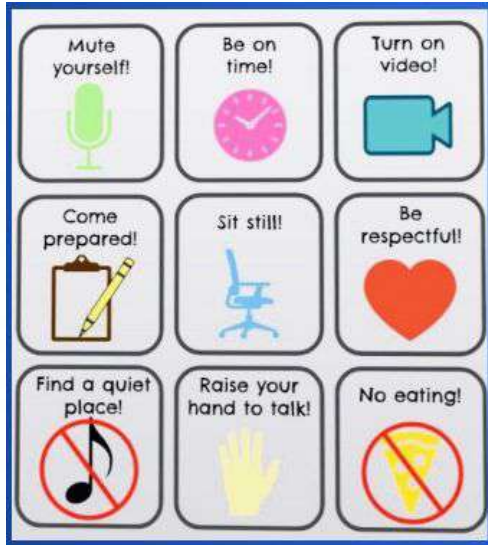 Mute
yourself!
Be on
time!
Turn on
video!
Come
prepared!
Sit still!
Be
respectful!
Find a quiet
place!
Raise your
hand to talk!
No eating!